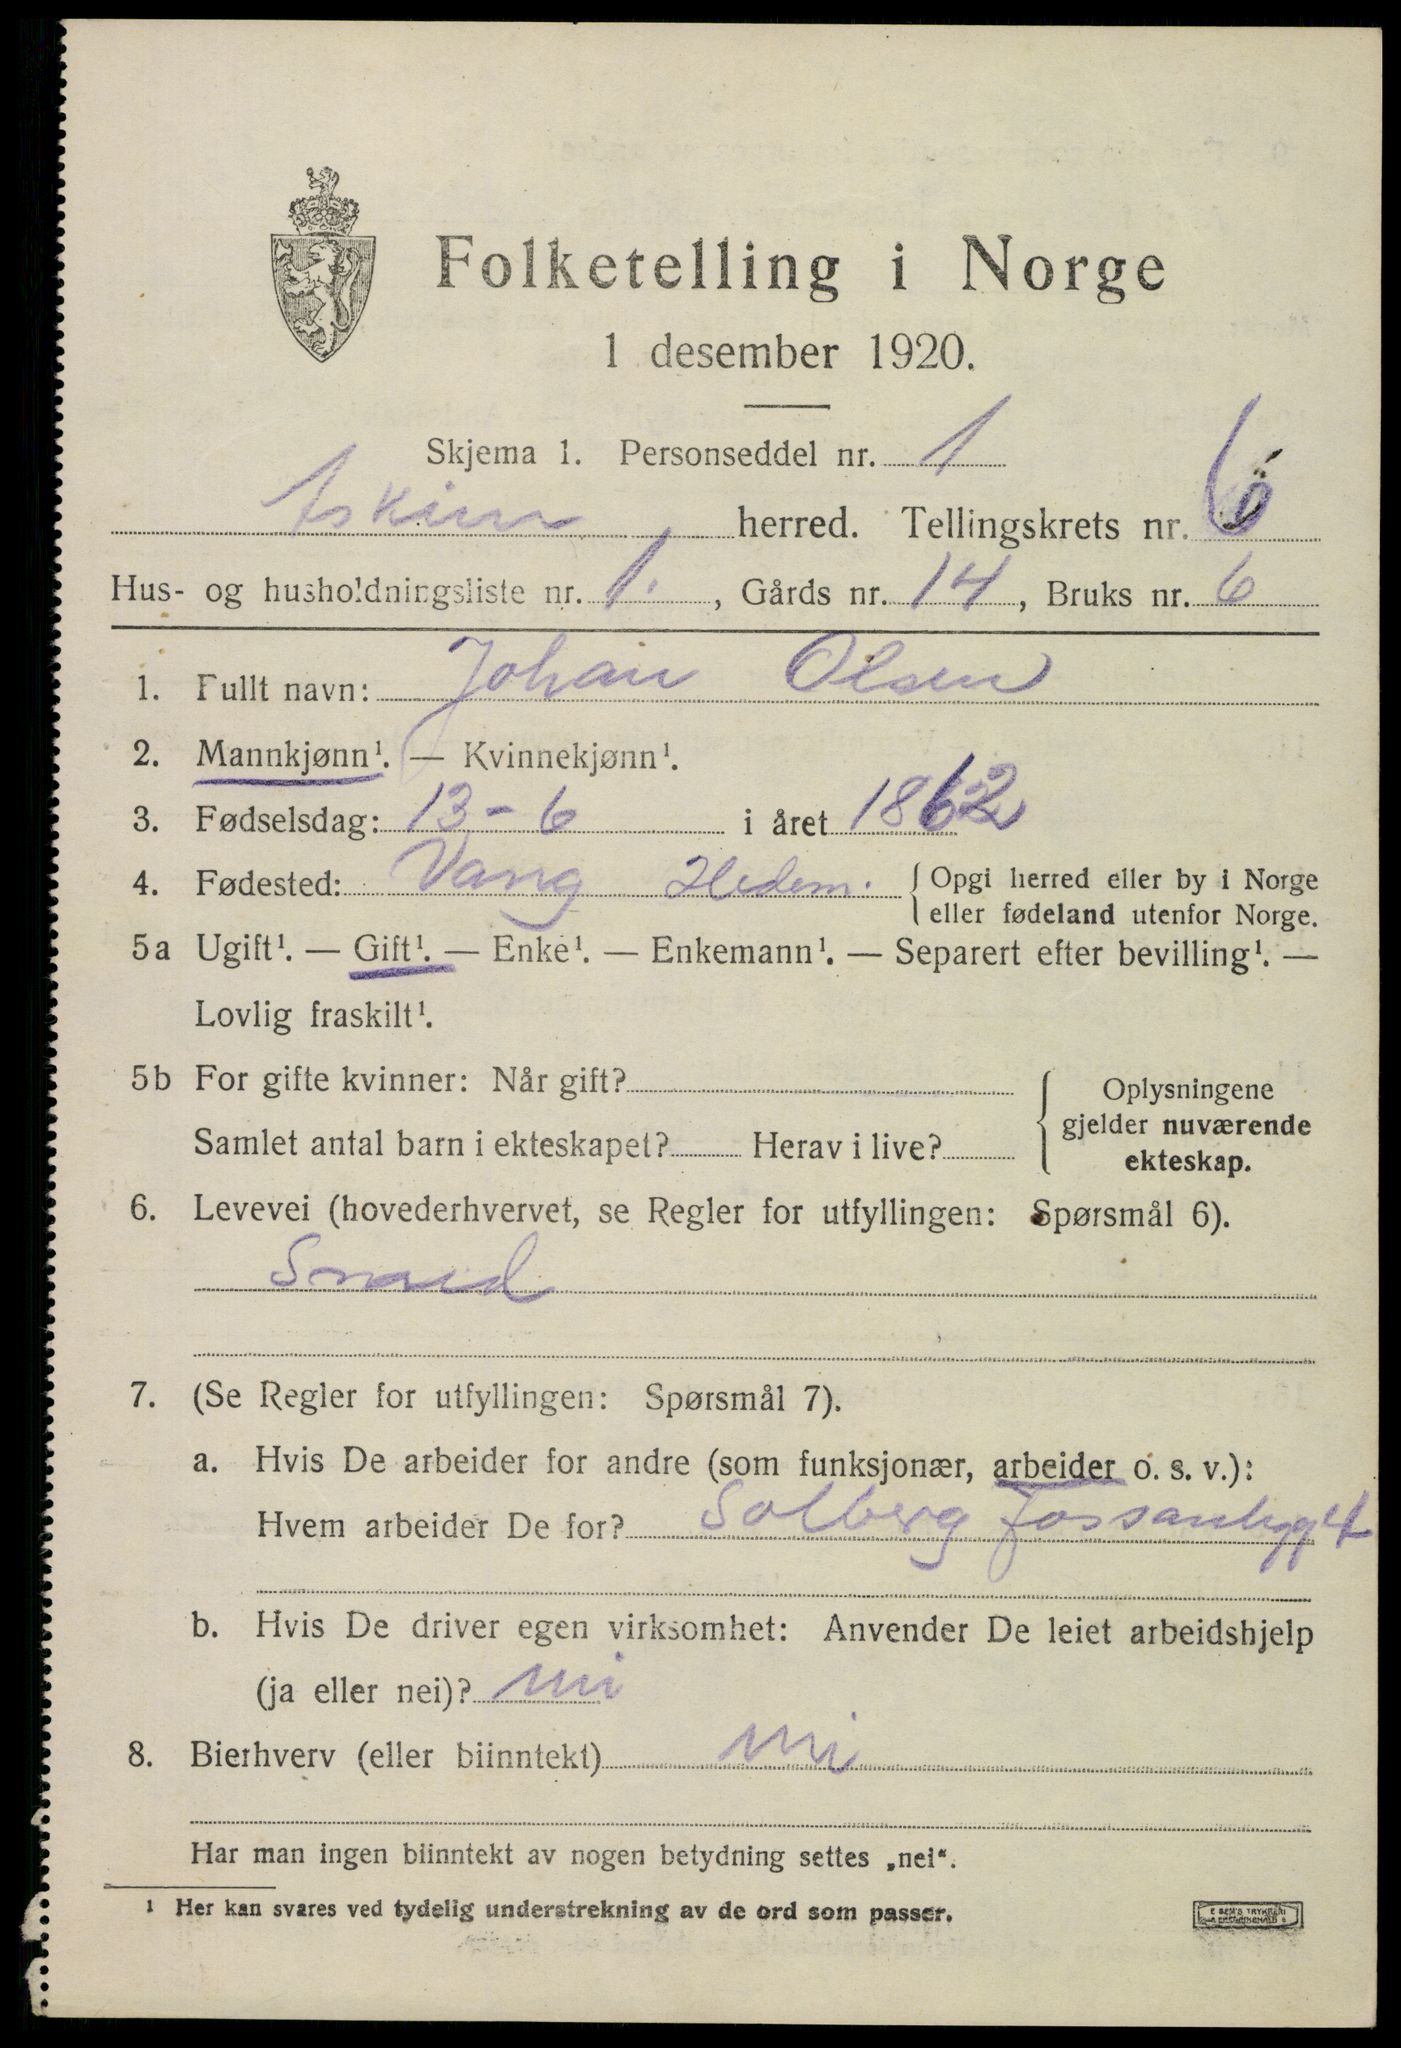 Folketelling i Norge
1 desember 1920.
Skjema 1. Personseddel nr. 1
Askim herred. Tellingskrets nr. 6
Hus- og husholdningsliste nr. 1. , Gårds nr. 14, Bruks nr. 6
1. Fullt navn: Johan Olsen
2. Mannkjønn¹. — Kvinnekjønn¹.
3. Fødselsdag: 13-6 i året 1862
4. Fødested: Vang Hedem. { Opgi herred eller by i Norge
eller fødeland utenfor Norge.
5a Ugift¹. — Gift¹. — Enke¹. — Enkemann¹. — Separert efter bevilling¹. —
Lovlig fraskilt¹.
5b For gifte kvinner: Når gift? { Oplysningene
gjelder nuværende
Samlet antal barn i ekteskapet? Herav i live?
ekteskap.
6. Levevei (hovederhvervet, se Regler for utfyllingen: Spørsmål 6).
Smed
7. (Se Regler for utfyllingen: Spørsmål 7).
a. Hvis De arbeider for andre (som funksjonær, arbeider o. s. v.):
Hvem arbeider De for? Solberg Fossanlygget
b. Hvis De driver egen virksomhet: Anvender De leiet arbeidshjelp
(ja eller nei)? nei
8. Bierhverv (eller biinntekt) nei
Har man ingen biinntekt av nogen betydning settes „nei“.
1 Her kan svares ved tydelig understrekning av de ord som passer.